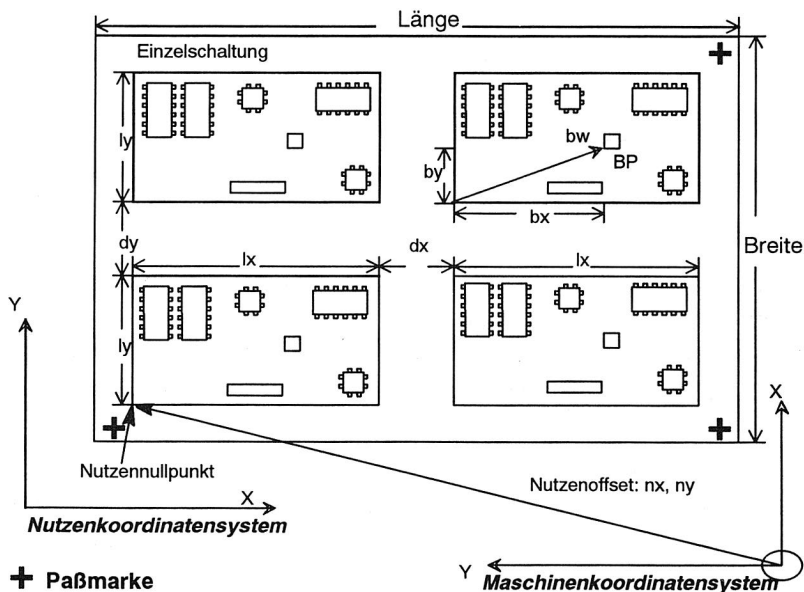 Länge
Einzelschaltung
ly
by
bw
BP
bx
dy
lx
dx
lx
Breite
Y
ly
X
Nutzennullpunkt
Nutzenoffset: nx, ny
X
Nutzenkoordinatensystem
Y
Maschinenkoordinatensystem
Paßmarke